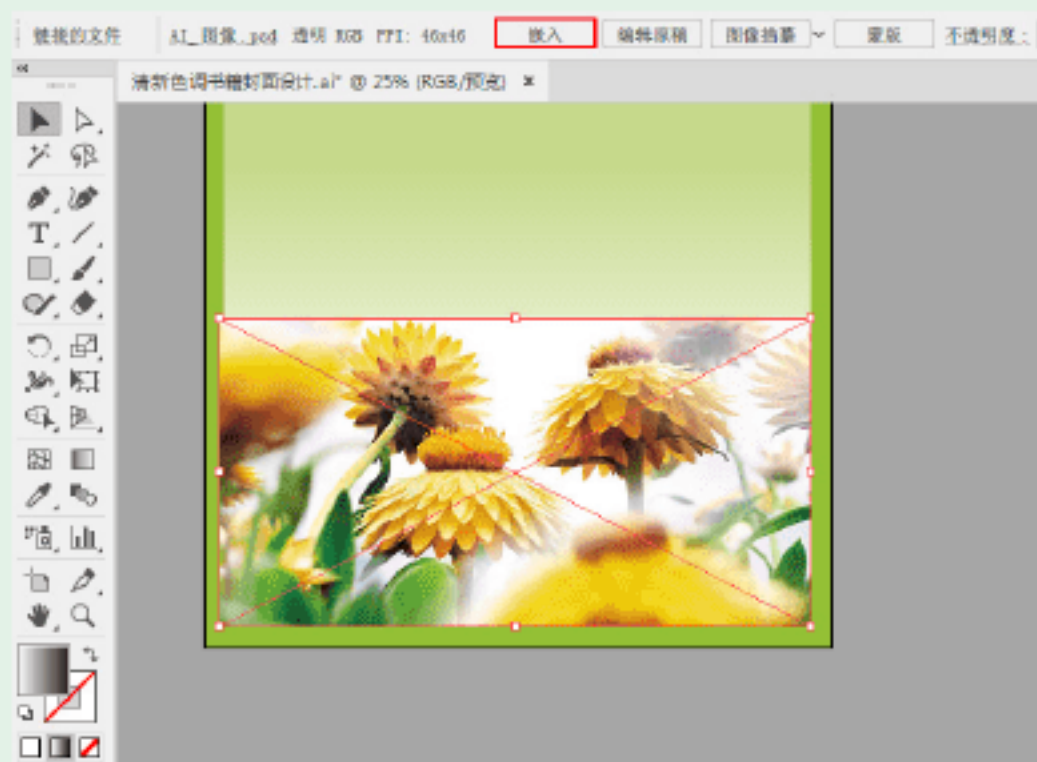 链接的文件 AI_图像.psd 透明 RGB PPI: 46x46 嵌入 编辑原稿 图像描摹 蒙版 不透明度:
清新色调书籍封面设计.ai* @ 25% (RGB/预览) ×